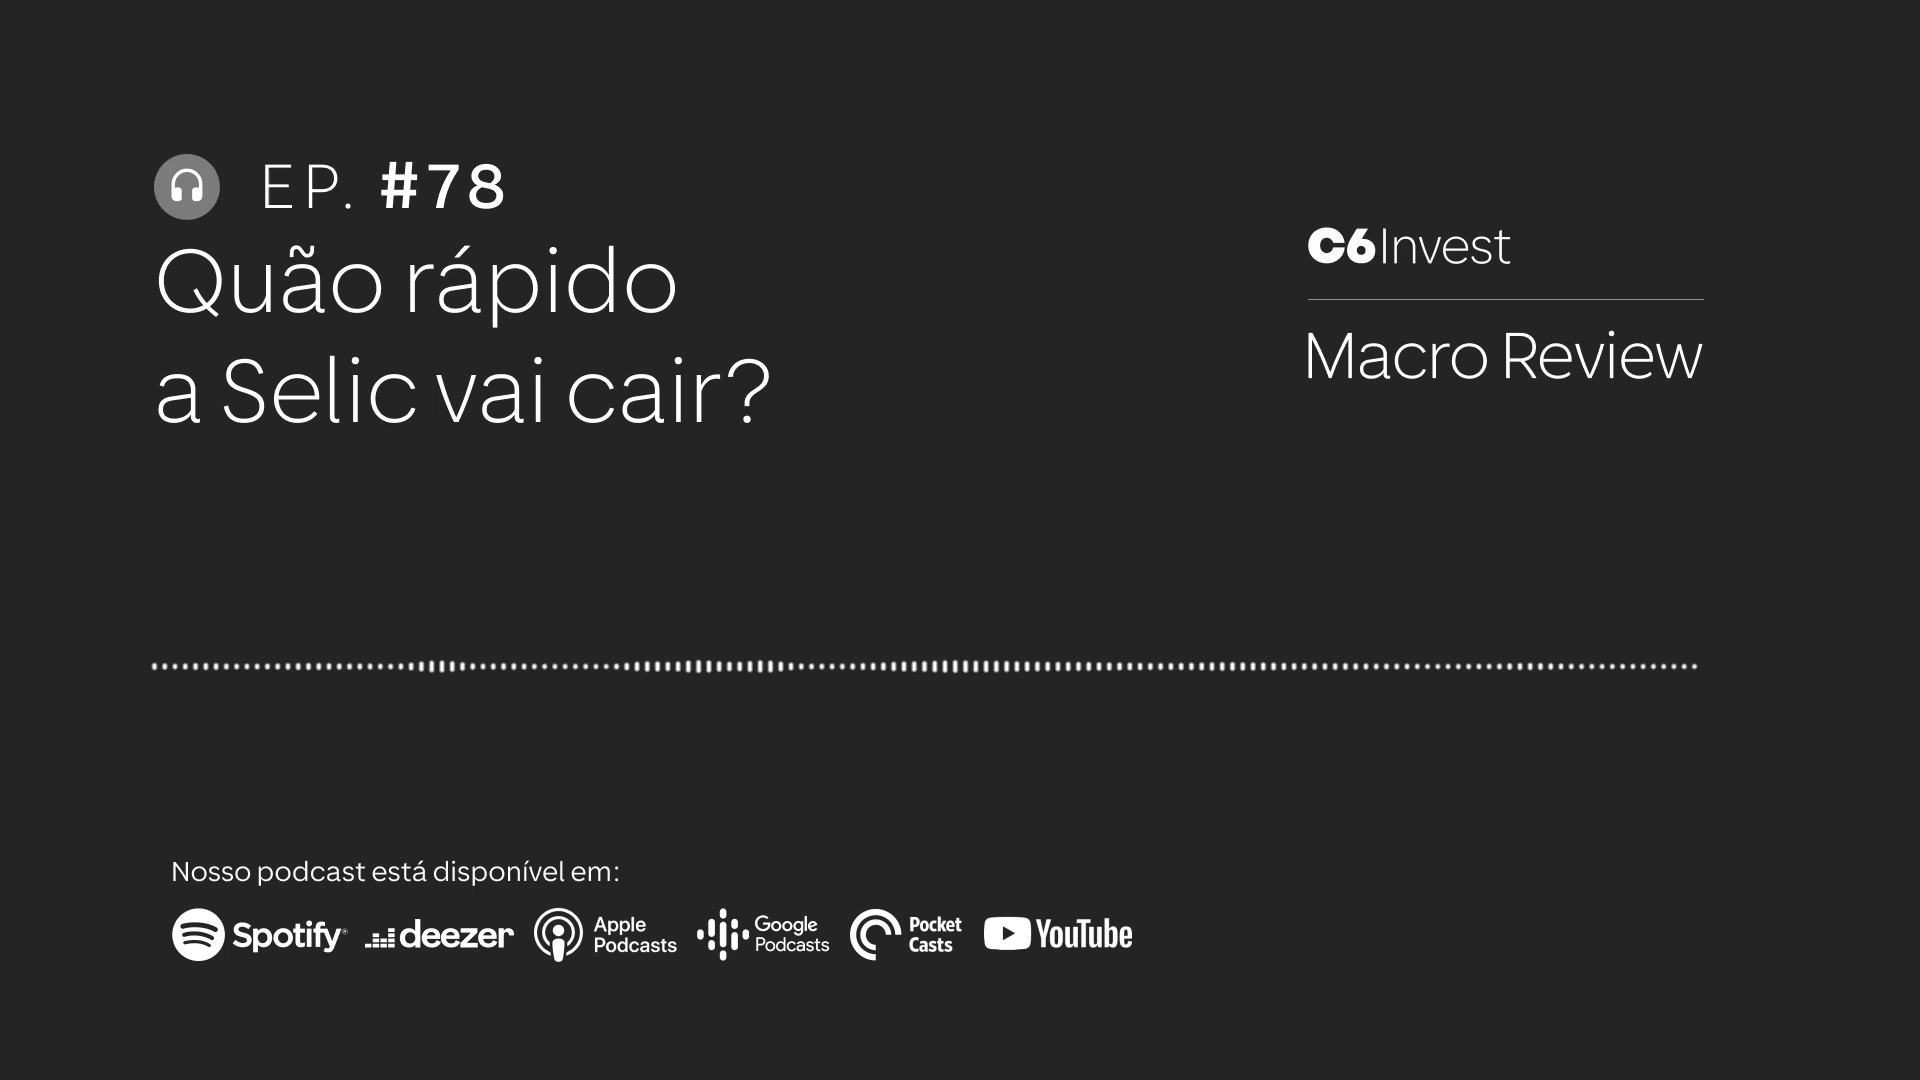 EP. #78
Quão rápido
a Selic vai cair?
C6 Invest
Macro Review
Nosso podcast está disponível em:
Spotify® deezer Apple Podcasts Google Podcasts Pocket Casts YouTube